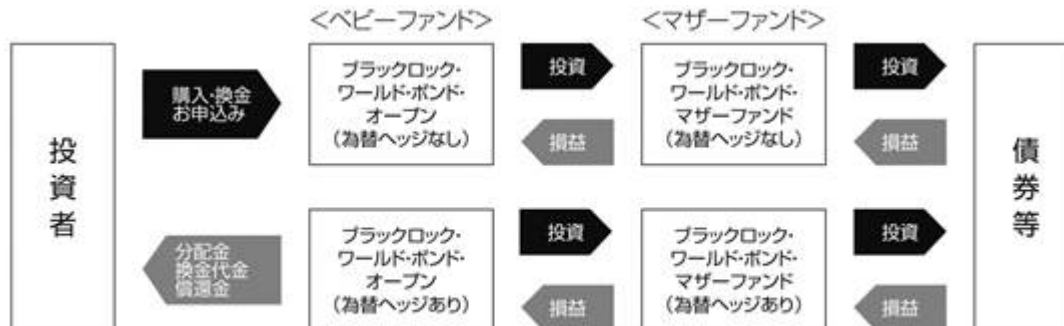 ＜ベビーファンド＞
＜マザーファンド＞
投資者
購入・換金
お申込み
ブラックロック・
ワールド・ボンド・
オープン
（為替ヘッジなし）
投資
損益
ブラックロック・
ワールド・ボンド・
マザーファンド
（為替ヘッジなし）
投資
損益
債券等
分配金
換金代金
償還金
ブラックロック・
ワールド・ボンド・
オープン
（為替ヘッジあり）
投資
損益
ブラックロック・
ワールド・ボンド・
マザーファンド
（為替ヘッジあり）
投資
損益